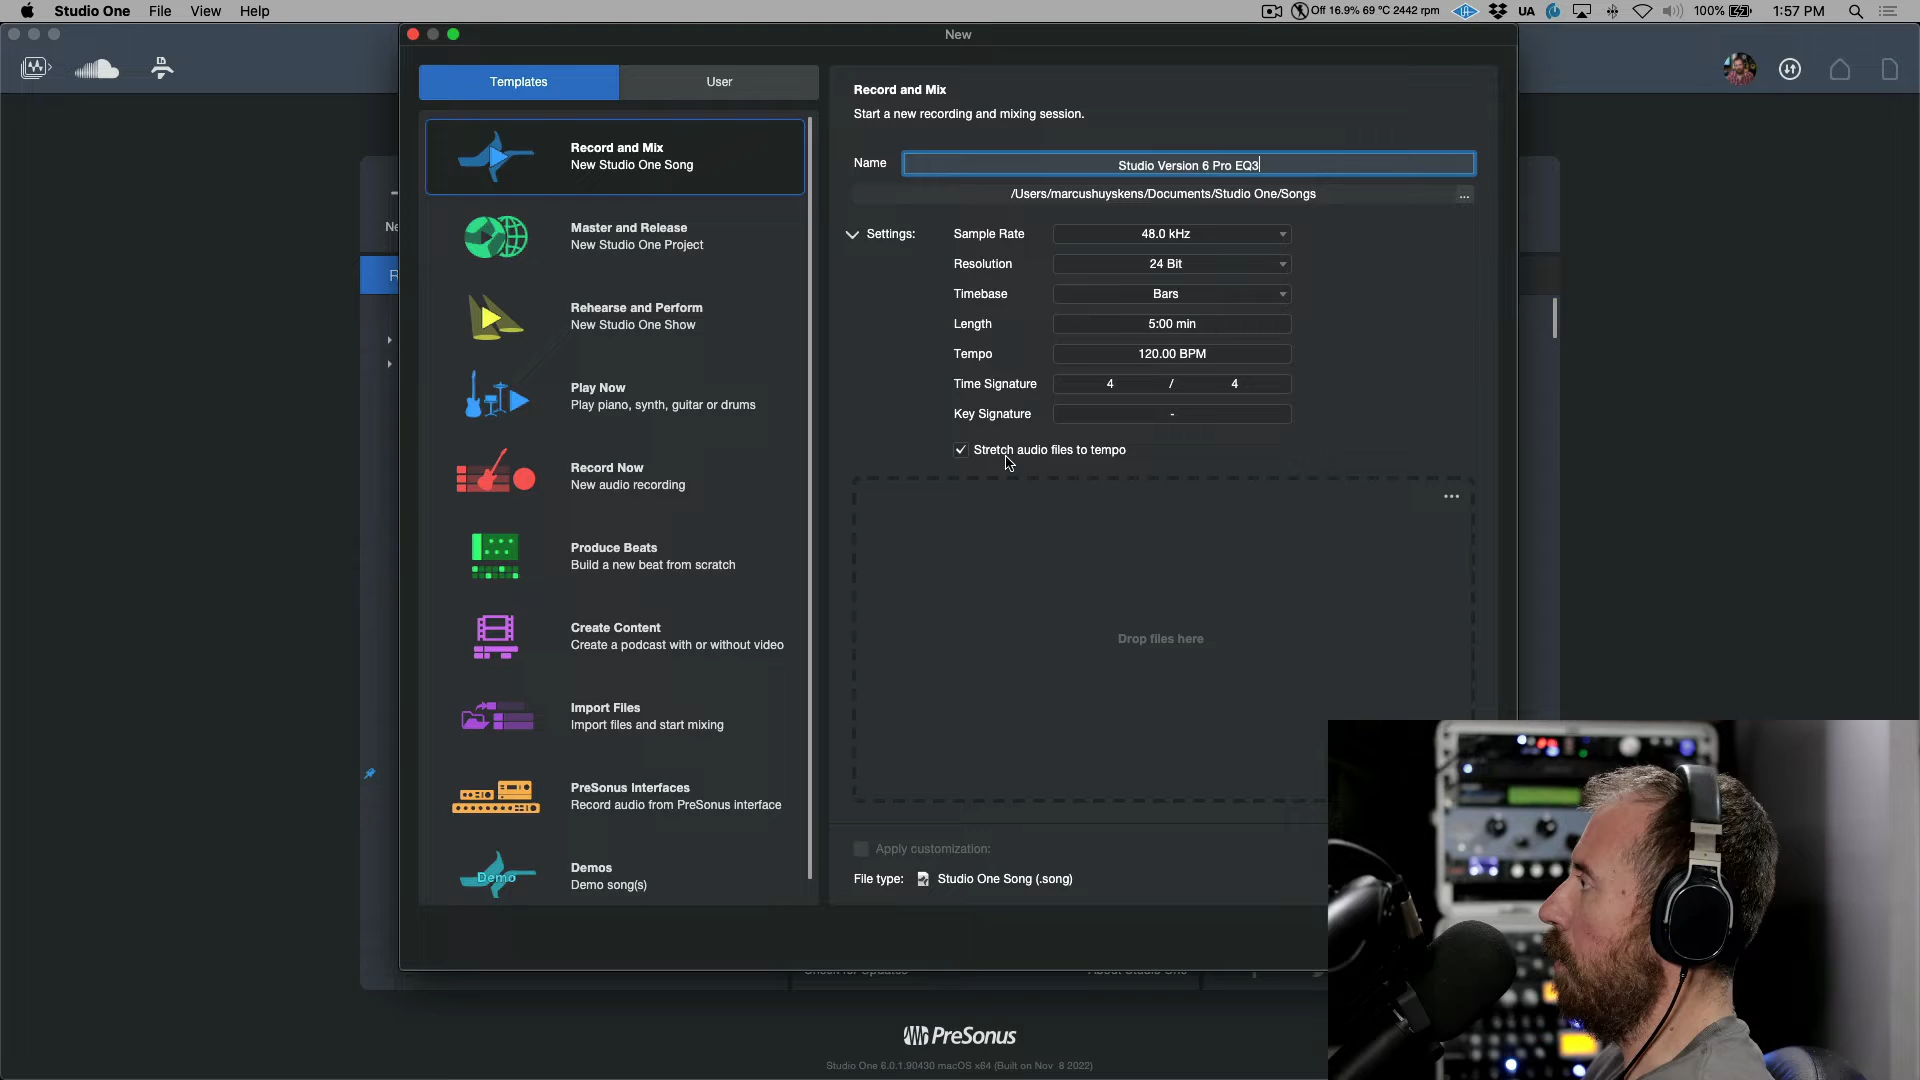 Studio One File View Help
Off 16.9% 69 °C 2442 rpm UA 100% 1:57 PM
New
Templates User
Record and Mix
New Studio One Song
Master and Release
New Studio One Project
Rehearse and Perform
New Studio One Show
Play Now
Play piano, synth, guitar or drums
Record Now
New audio recording
Produce Beats
Build a new beat from scratch
Create Content
Create a podcast with or without video
Import Files
Import files and start mixing
PreSonus Interfaces
Record audio from PreSonus interface
Demo
Demos
Demo song(s)
Record and Mix
Start a new recording and mixing session.
Name Studio Version 6 Pro EQ3
/Users/marcushuyskens/Documents/Studio One/Songs ...
Settings: Sample Rate 48.0 kHz
Resolution 24 Bit
Timebase Bars
Length 5:00 min
Tempo 120.00 BPM
Time Signature 4 / 4
Key Signature -
Stretch audio files to tempo
Drop files here
Apply customization:
File type: Studio One Song (.song)
PreSonus
Studio One 6.0.1.90430 macOS x64 (Built on Nov 8 2022)